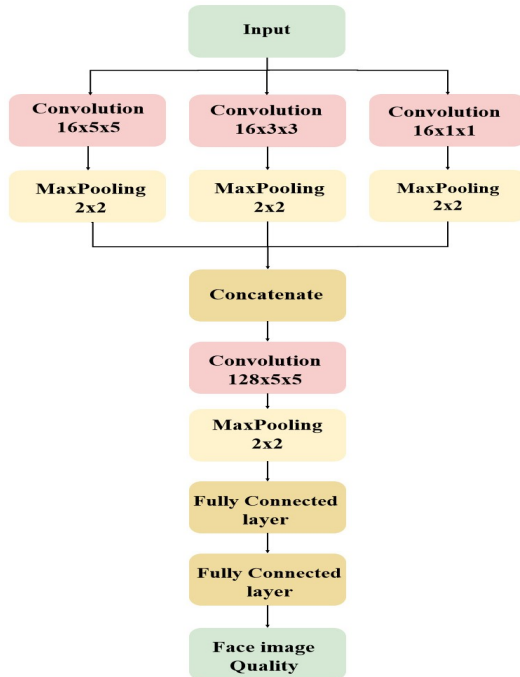 Input
Convolution
16x5x5
Convolution
16x3x3
Convolution
16x1x1
MaxPooling
2x2
MaxPooling
2x2
MaxPooling
2x2
Concatenate
Convolution
128x5x5
MaxPooling
2x2
Fully Connected
layer
Fully Connected
layer
Face image
Quality